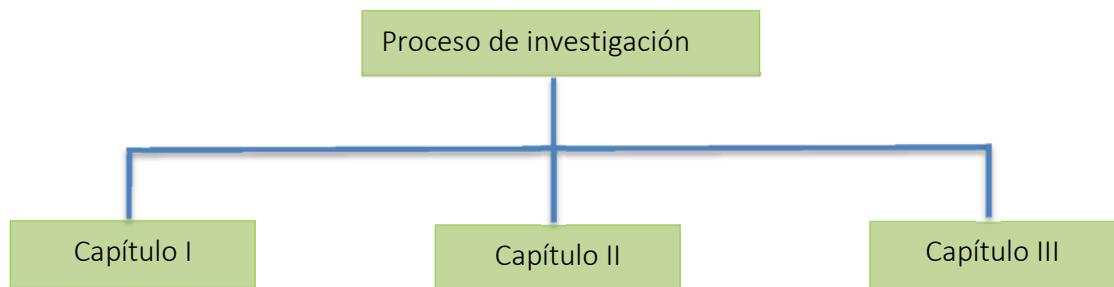 Proceso de investigación
Capítulo I
Capítulo II
Capítulo III